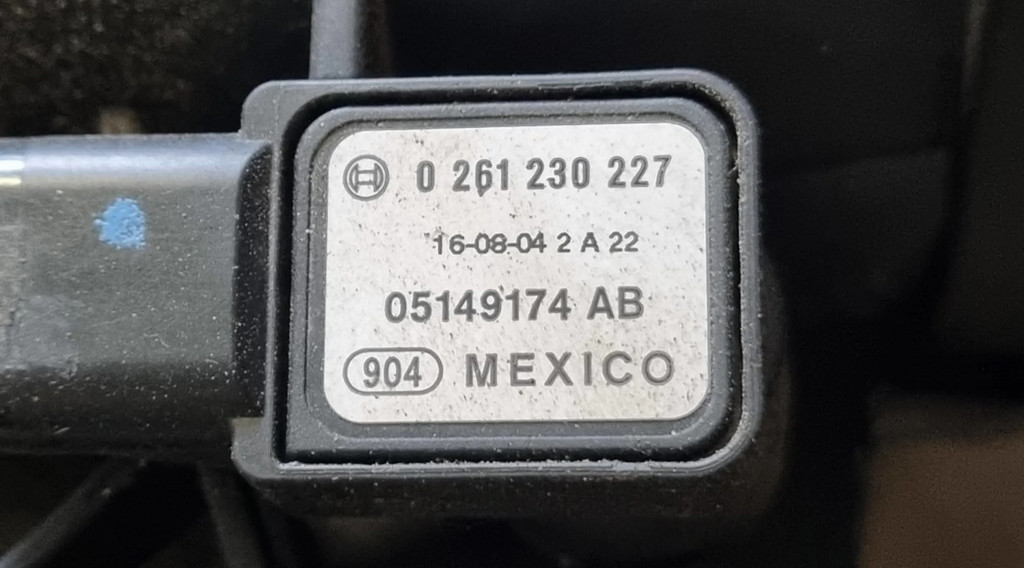 0 261 230 227
16-08-04 2 A 22
05149174 AB
904 MEXICO